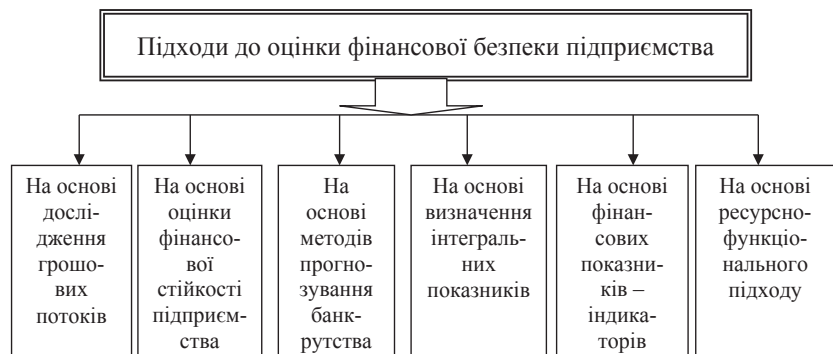 Підходи до оцінки фінансової безпеки підприємства
На основі
дослі-
дження
грошо-
вих
потоків
На основі
оцінки
фінансо-
вої
стійкості
підприєм-
ства
На
основі
методів
прогно-
зування
банк-
рутства
На основі
визначення
інтеграль-
них
показників
На основі
фінан-
сових
показни-
ків –
індика-
торів
На основі
ресурсно-
функціо-
нального
підходу